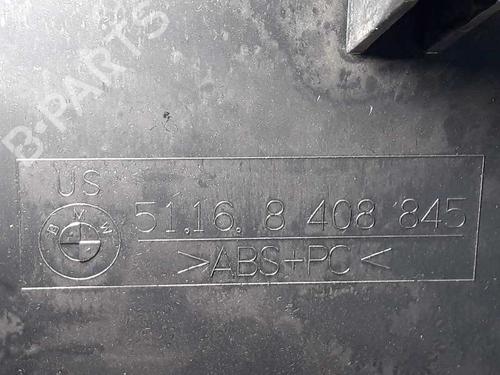 B-PARTS
US
BMW
51.16. 8 408 845
>ABS+PC<